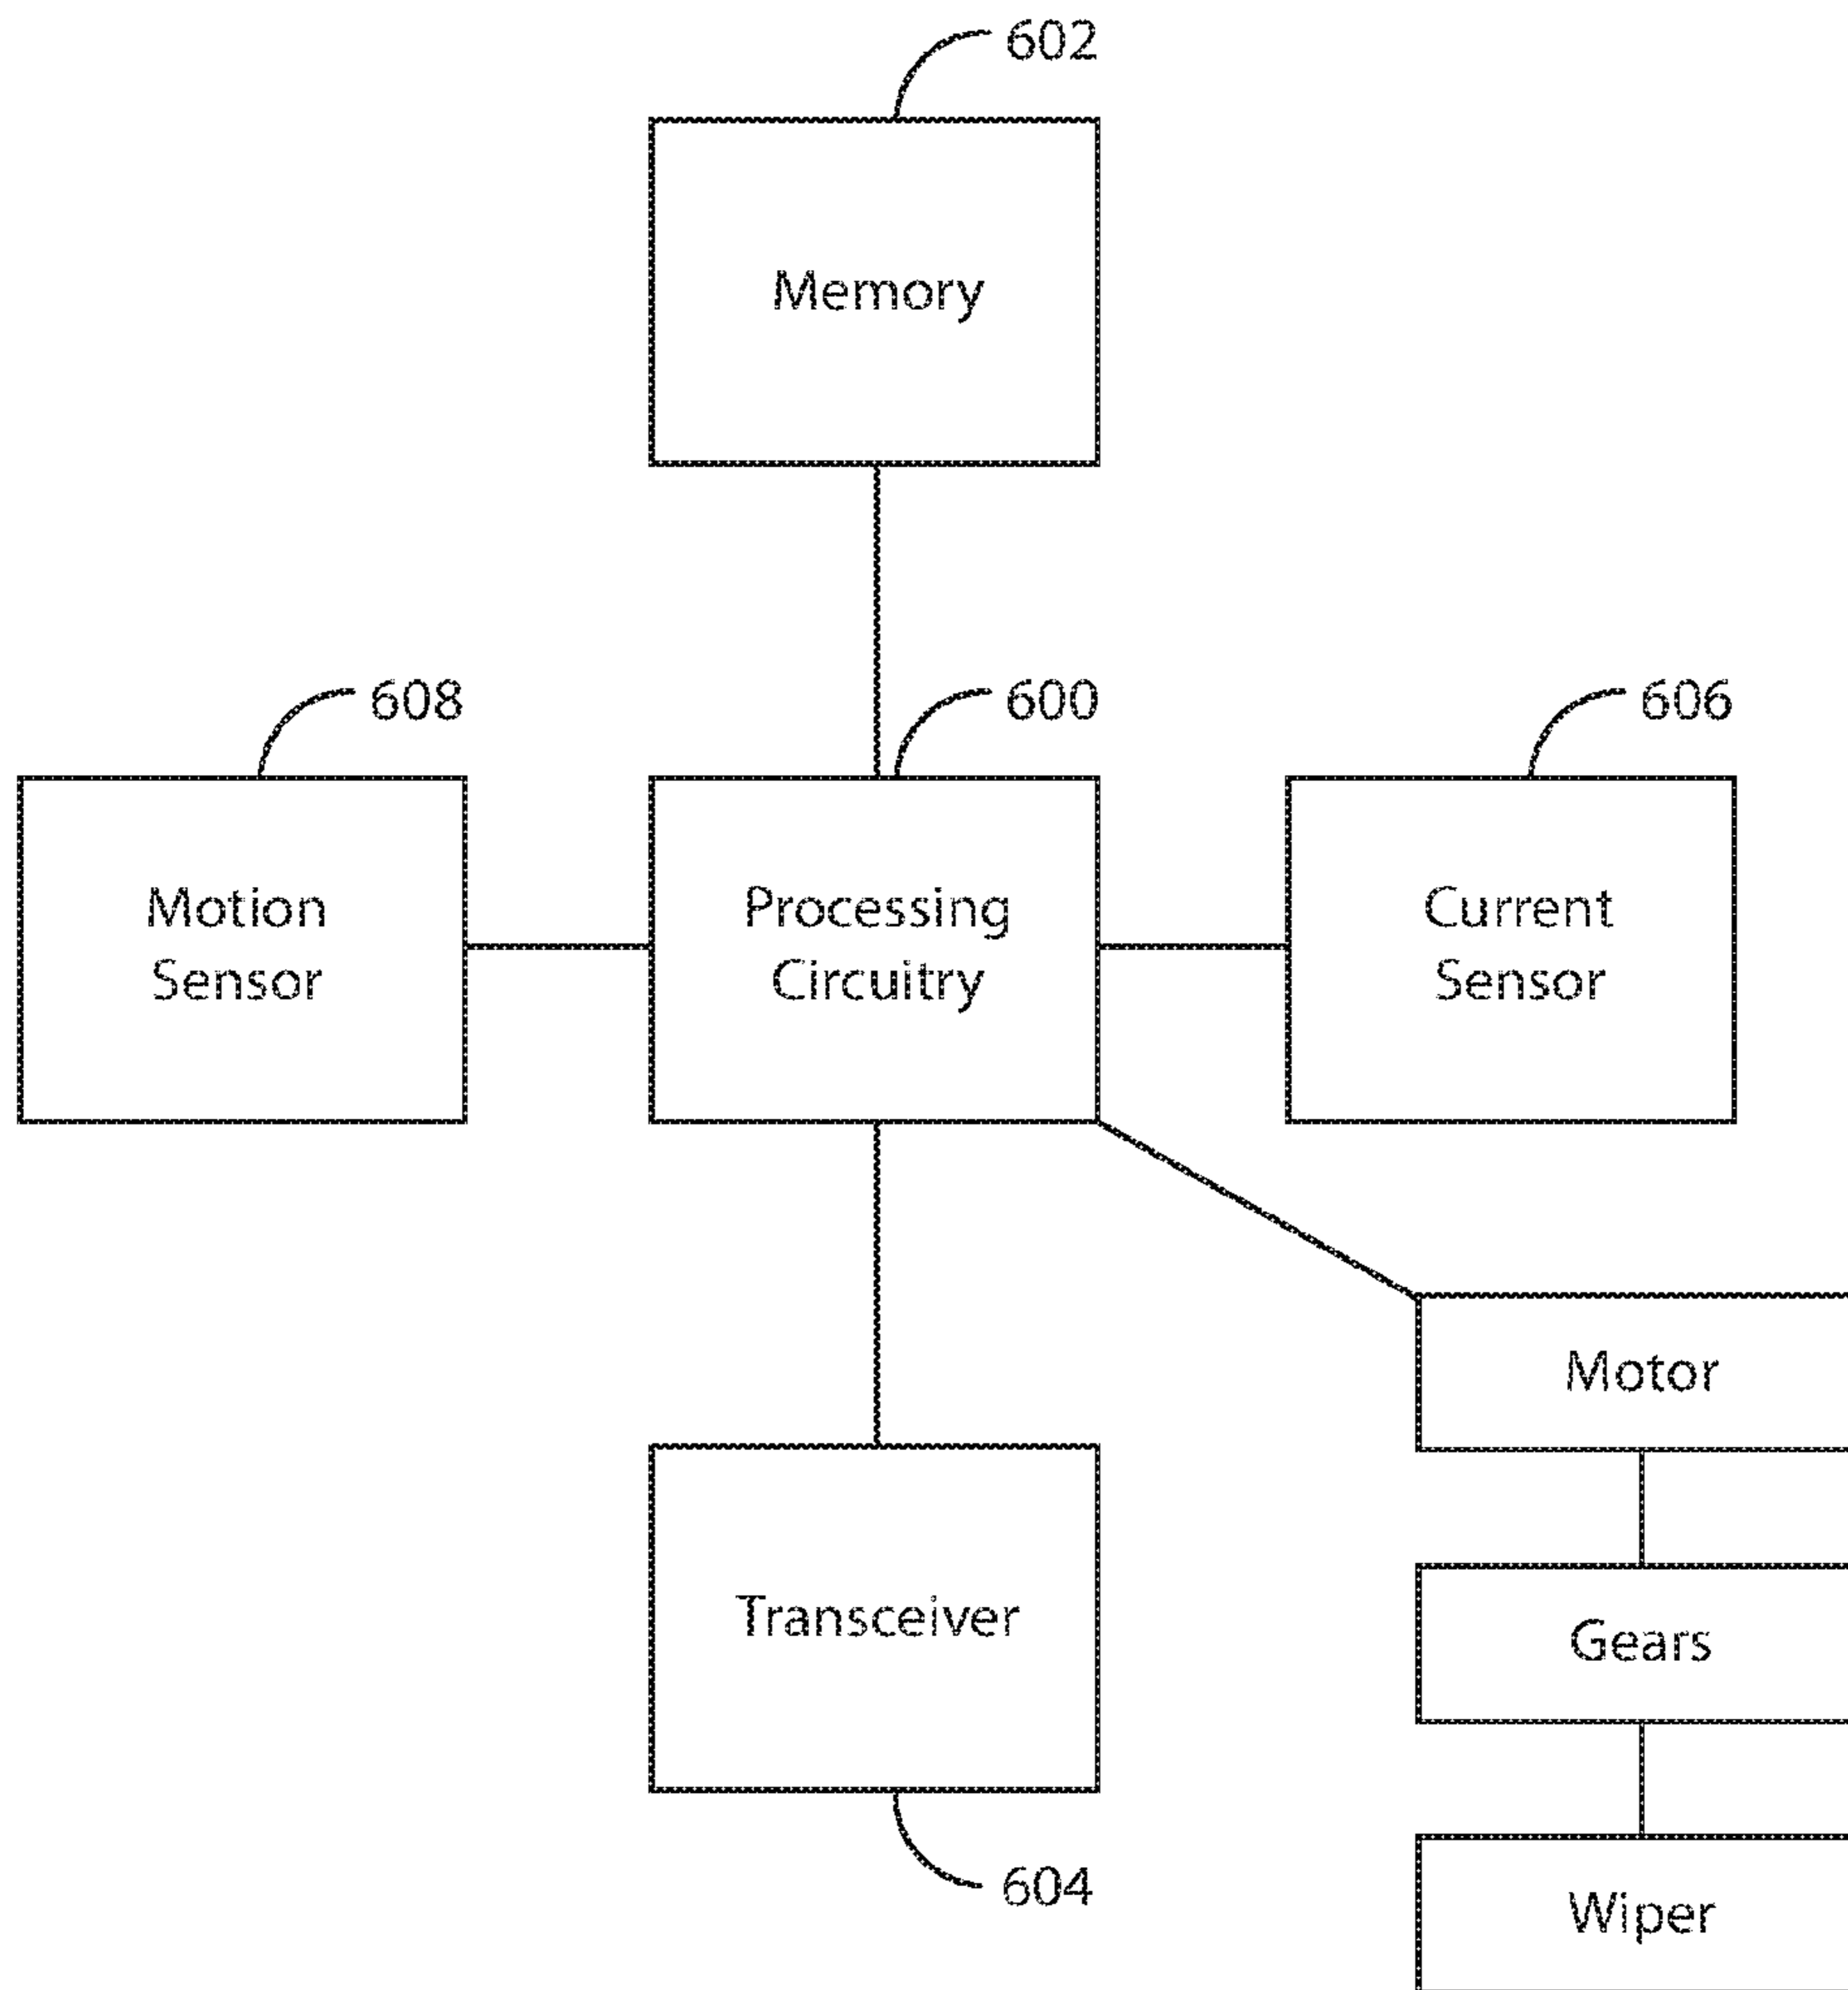 602
Memory
608
600
606
Motion
Sensor
Processing
Circuitry
Current
Sensor
Motor
Transceiver
Gears
604
Wiper